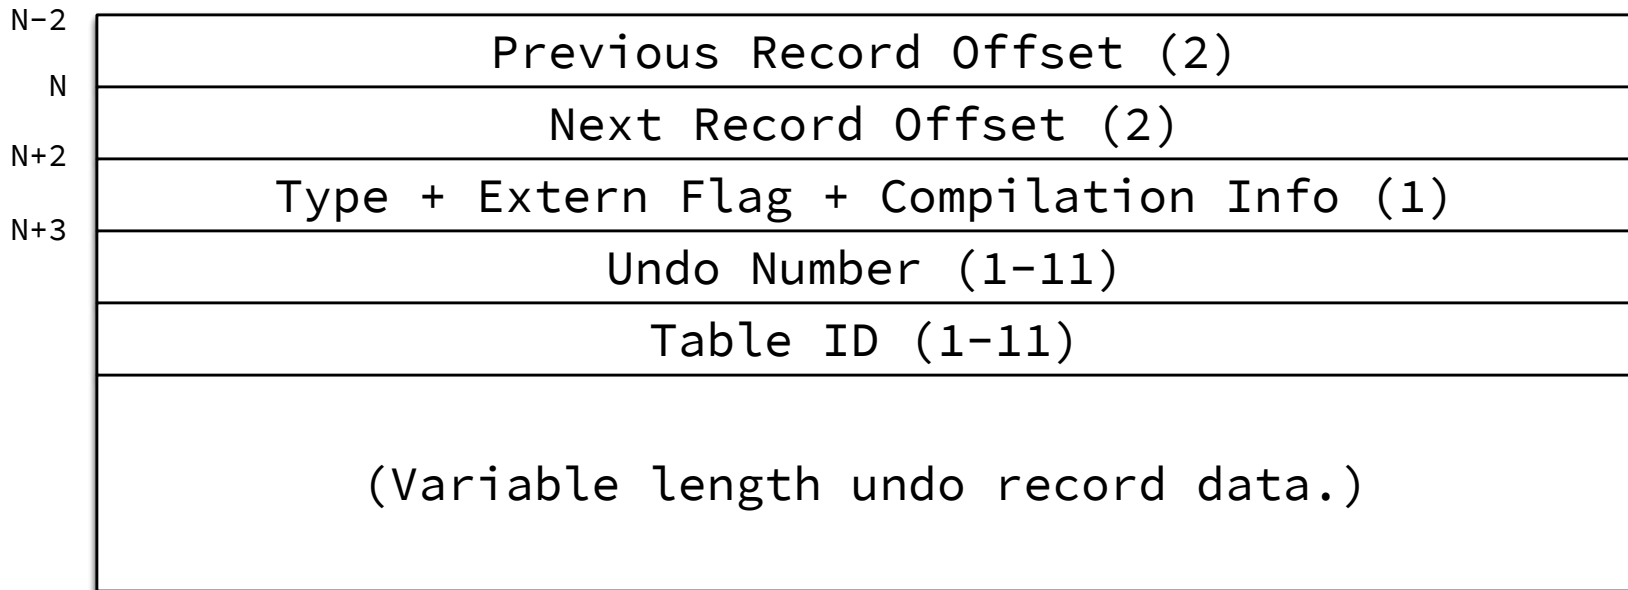 N-2
Previous Record Offset (2)
N
Next Record Offset (2)
N+2
Type + Extern Flag + Compilation Info (1)
N+3
Undo Number (1-11)
Table ID (1-11)
(Variable length undo record data.)